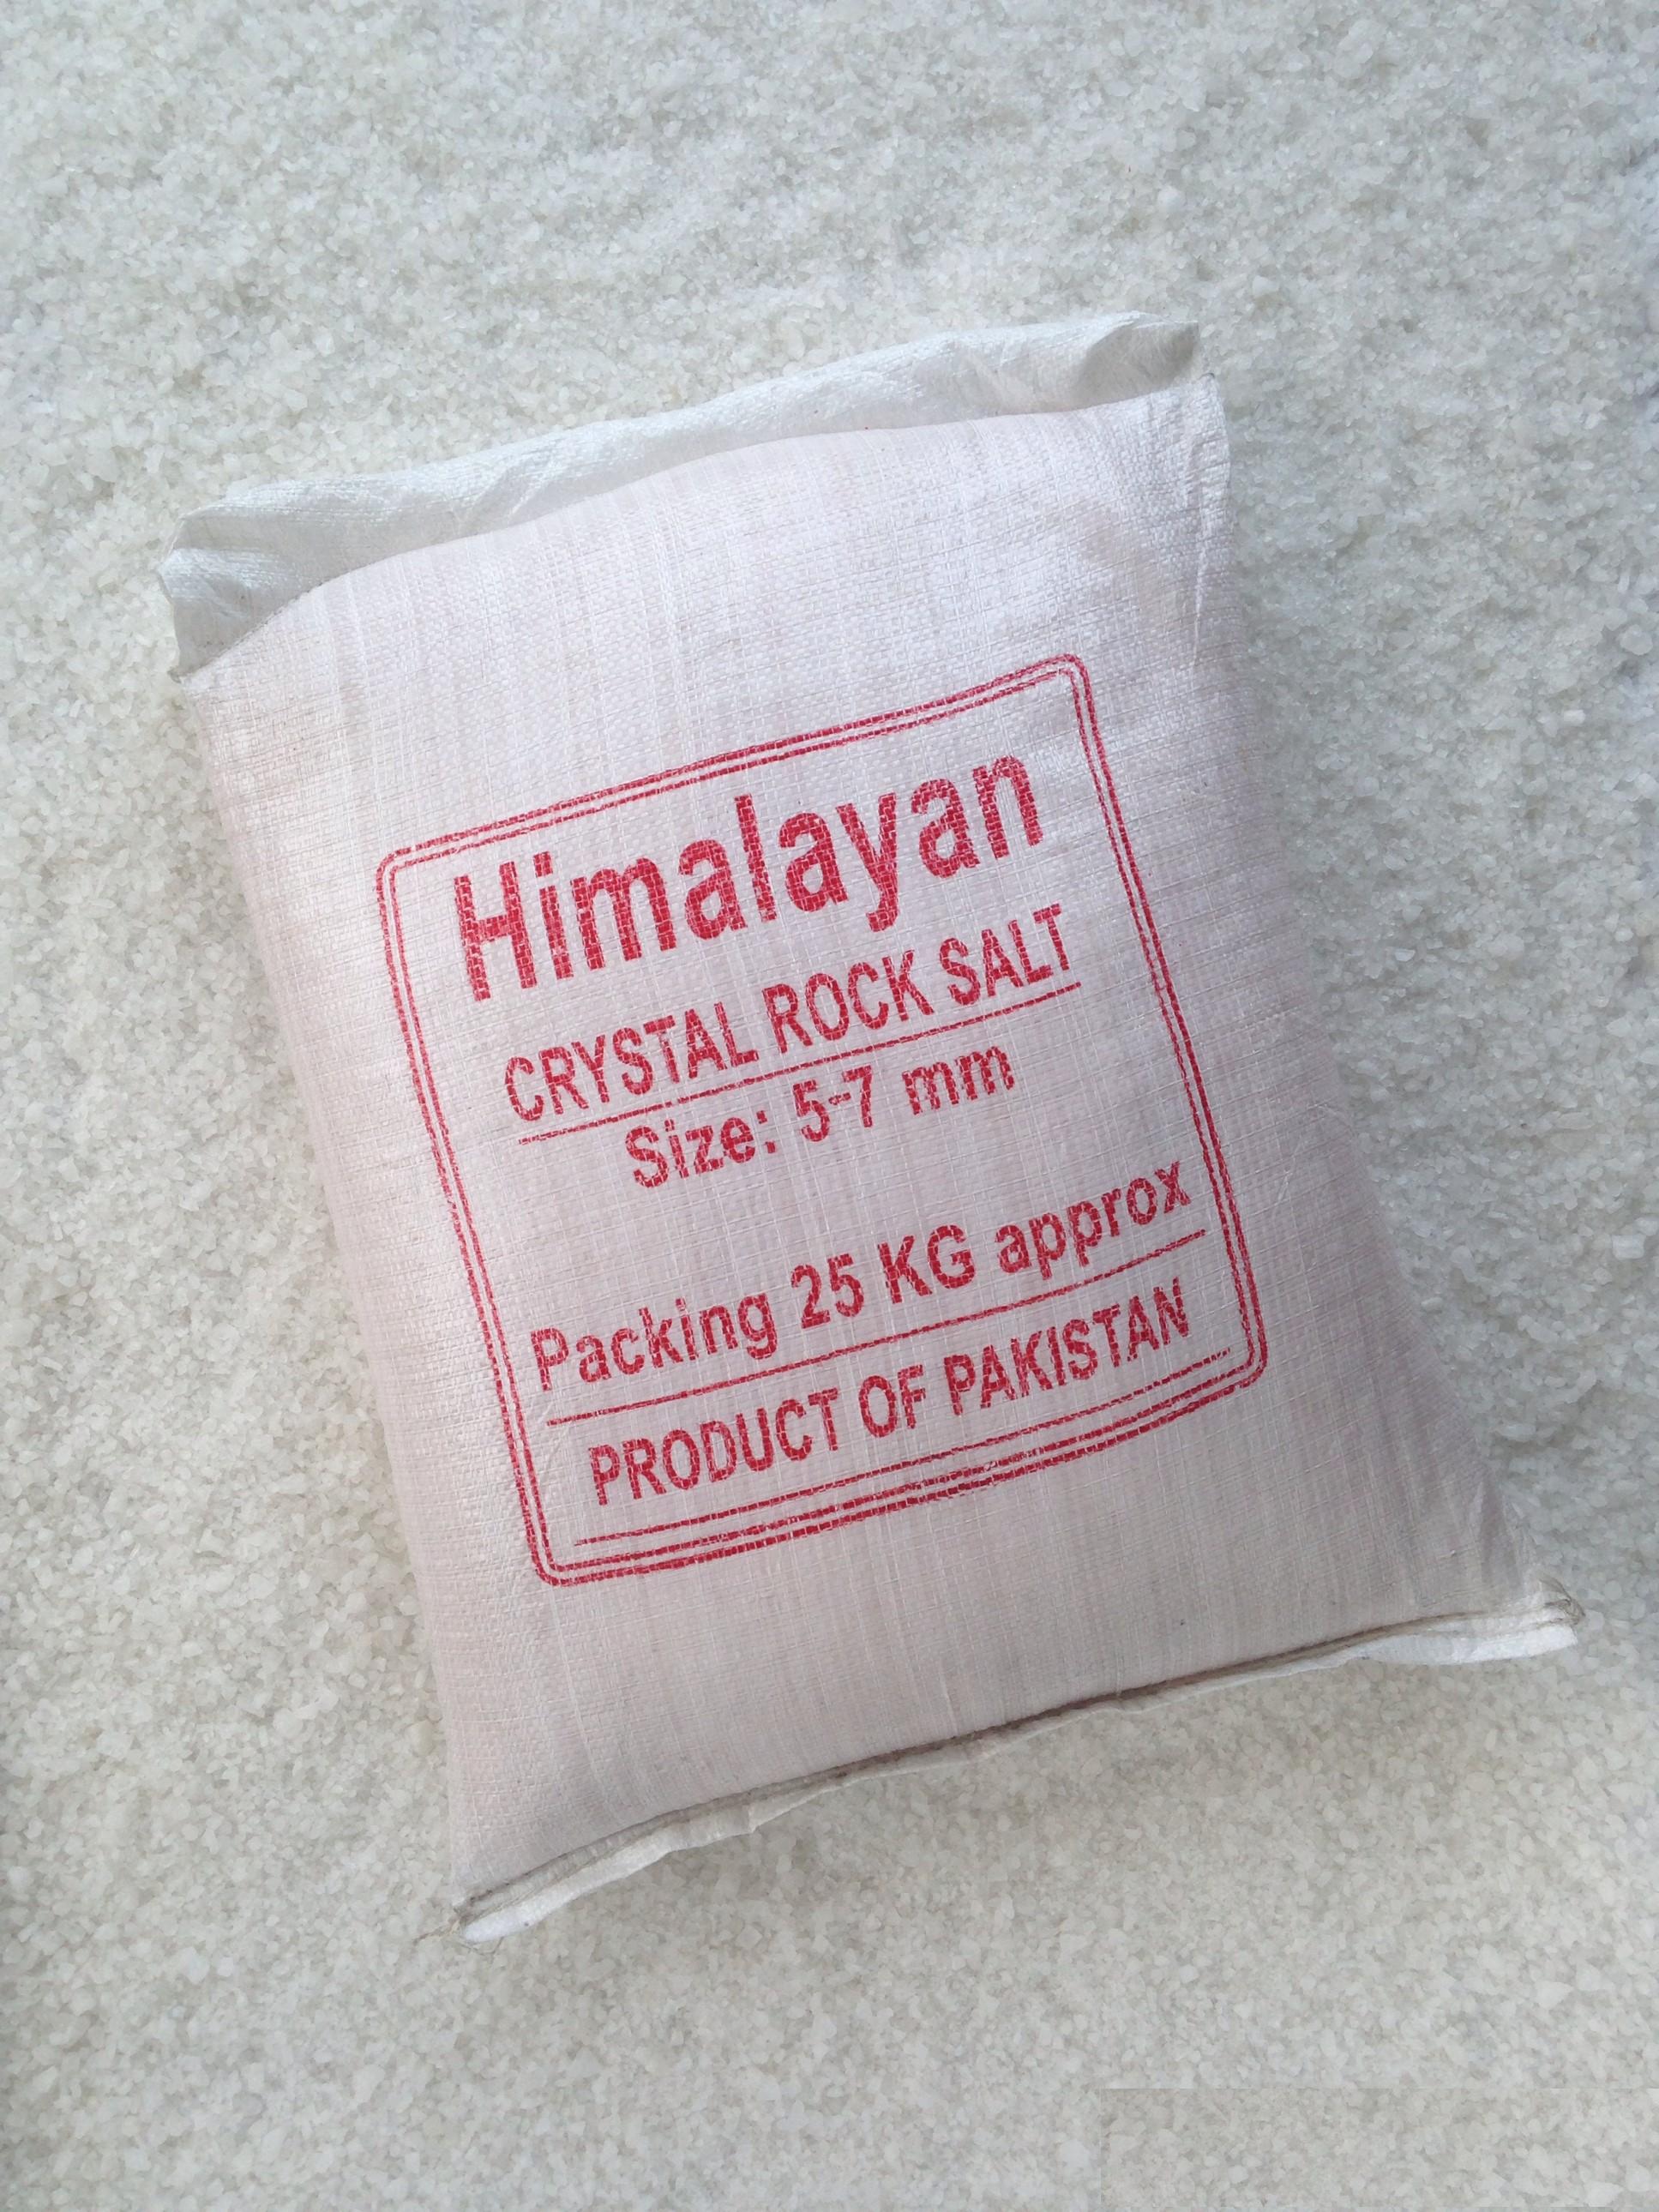 Himalayan
CRYSTAL ROCK SALT
Size: 5-7 mm
Packing 25 KG approx
PRODUCT OF PAKISTAN